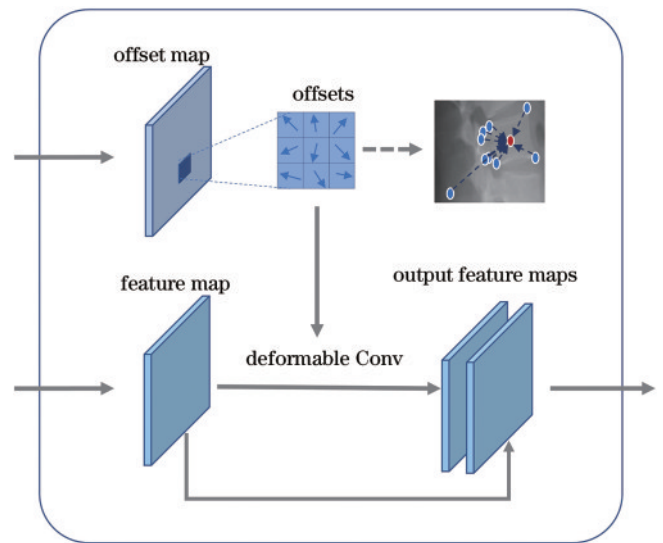 offset map
offsets
feature map
output feature maps
deformable Conv